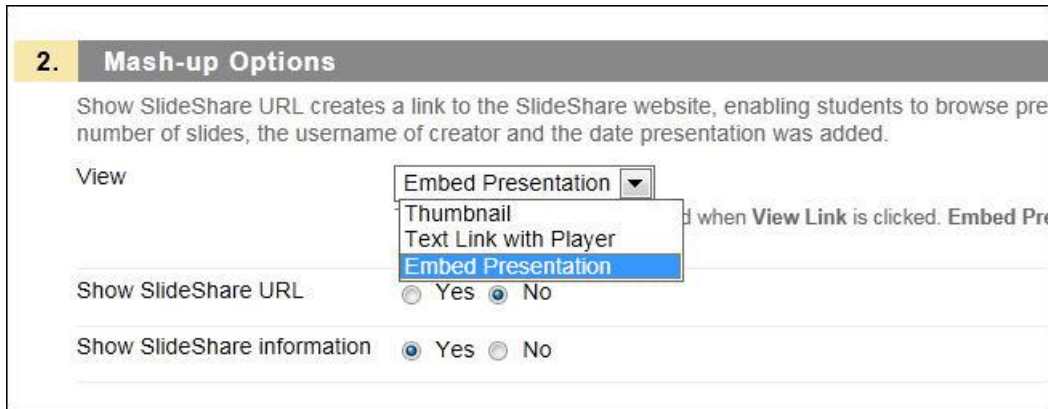 2. Mash-up Options
Show SlideShare URL creates a link to the SlideShare website, enabling students to browse pre
number of slides, the username of creator and the date presentation was added.
View
Embed Presentation
Thumbnail
d when View Link is clicked. Embed Pre
Text Link with Player
Embed Presentation
Show SlideShare URL Yes No
Show SlideShare information Yes No